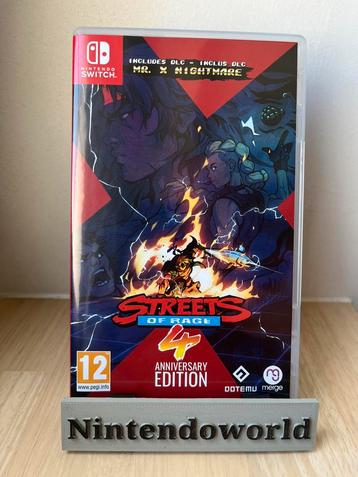 NINTENDO
SWITCH™
INCLUDES DLC - INCLUS DLC
MR. X NIGHTMARE
STREETS
OF RAGE
4
ANNIVERSARY
EDITION
12
www.pegi.info
DOTEMU
merge
Nintendoworld